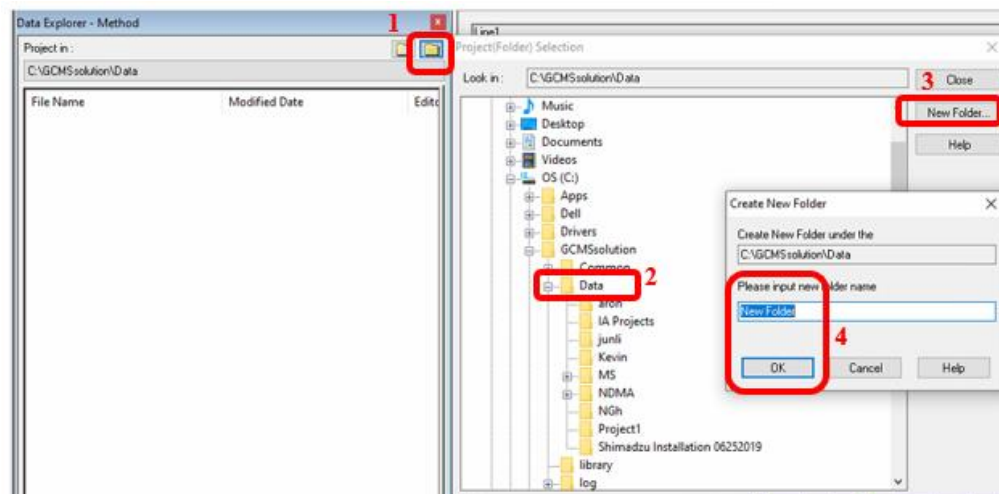 Data Explorer - Method
1
Project in :
C:\GCMSsolution\Data
File Name Modified Date Edito
Line1
Project(Folder) Selection
Look in : C:\GCMSsolution\Data
Close
3
New Folder...
Help
Music
Desktop
Documents
Videos
OS (C:)
Apps
Dell
Drivers
GCMSsolution
Common
Data
2
aron
IA Projects
junli
Kevin
MS
NDMA
NGh
Project1
Shimadzu Installation 06252019
library
log
Create New Folder
Create New Folder under the
C:\GCMSsolution\Data
Please input new folder name
New Folder
4
OK Cancel Help